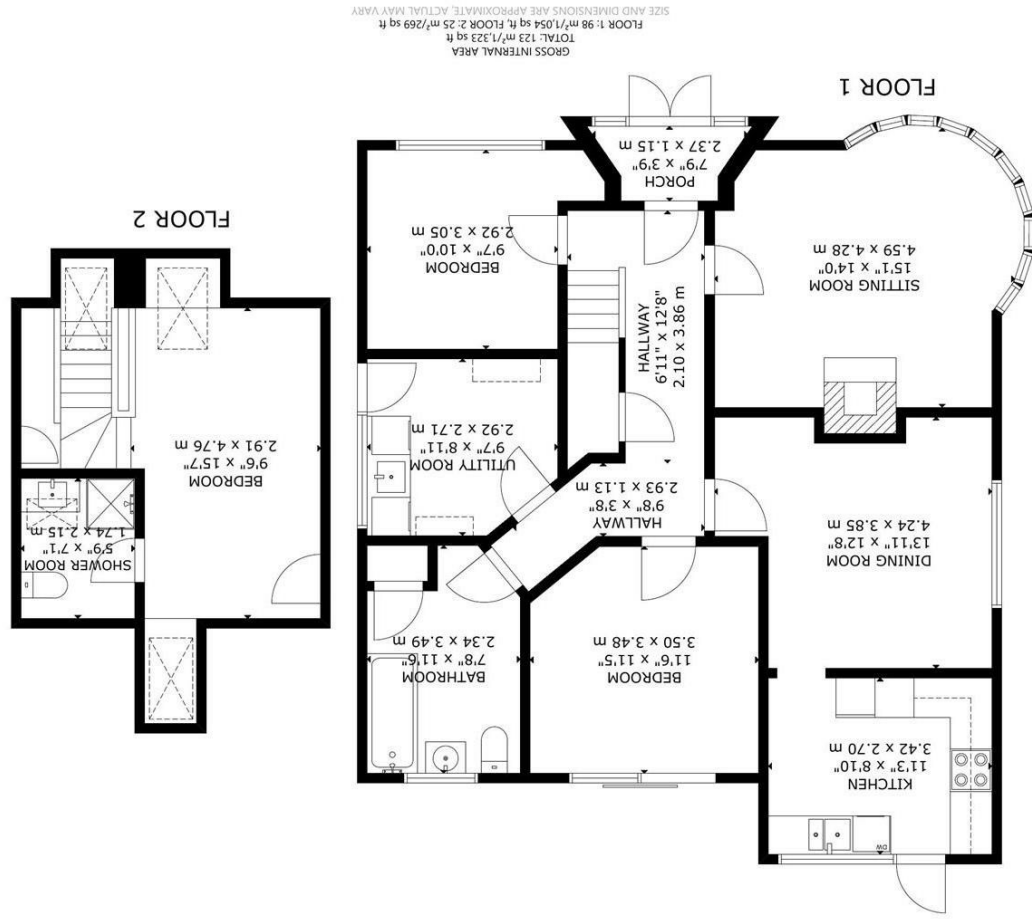 FLOOR 1
KITCHEN
11'3" x 8'10"
3.42 x 2.70 m
DW
BEDROOM
11'6" x 11'5"
3.50 x 3.48 m
BATHROOM
7'8" x 11'6"
2.34 x 3.49 m
DINING ROOM
13'11" x 12'8"
4.24 x 3.85 m
HALLWAY
9'8" x 3'8"
2.93 x 1.13 m
UTILITY ROOM
9'7" x 8'11"
2.92 x 2.71 m
HALLWAY
6'11" x 12'8"
2.10 x 3.86 m
SITTING ROOM
15'1" x 14'0"
4.59 x 4.28 m
BEDROOM
9'7" x 10'0"
2.92 x 3.05 m
PORCH
7'9" x 3'9"
2.37 x 1.15 m
FLOOR 2
SHOWER ROOM
5'9" x 7'1"
1.74 x 2.15 m
BEDROOM
9'6" x 15'7"
2.91 x 4.76 m
GROSS INTERNAL AREA
TOTAL: 123 m²/1,323 sq ft
FLOOR 1: 98 m²/1,054 sq ft, FLOOR 2: 25 m²/269 sq ft
SIZE AND DIMENSIONS ARE APPROXIMATE, ACTUAL MAY VARY